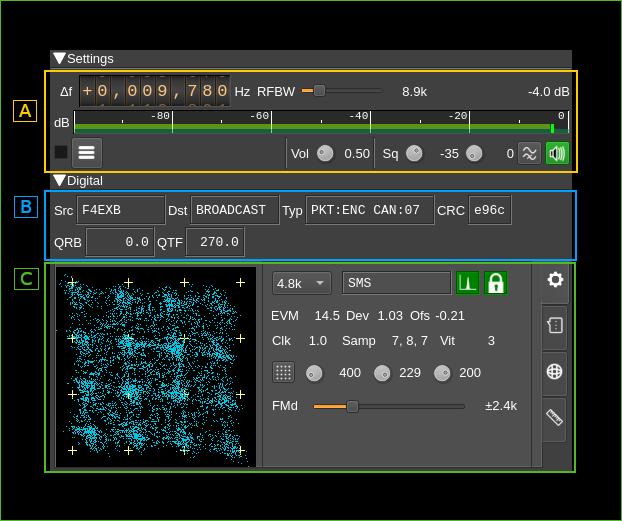 ▼Settings
A
Δf +0,009,780 Hz RFBW 8.9k -4.0 dB
dB -80 -60 -40 -20 0
Vol 0.50 Sq -35 0
▼Digital
B
Src F4EXB Dst BROADCAST Typ PKT:ENC CAN:07 CRC e96c
QRB 0.0 QTF 270.0
C
4.8k SMS
EVM 14.5 Dev 1.03 Ofs -0.21
Clk 1.0 Samp 7, 8, 7 Vit 3
400 229 200
FMd ±2.4k